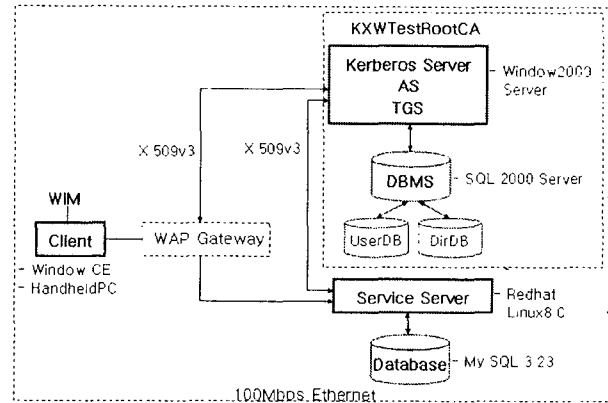 KXWTestRootCA
Kerberos Server
AS
TGS
- Window2000
Server
X 509v3
X 509v3
DBMS
- SQL 2000 Server
UserDB
DirDB
WIM
Client
WAP Gateway
- Window CE
- HandheldPC
Service Server
- Redhat
Linux8.0
Database
- My SQL 3.23
100Mbps Ethernet